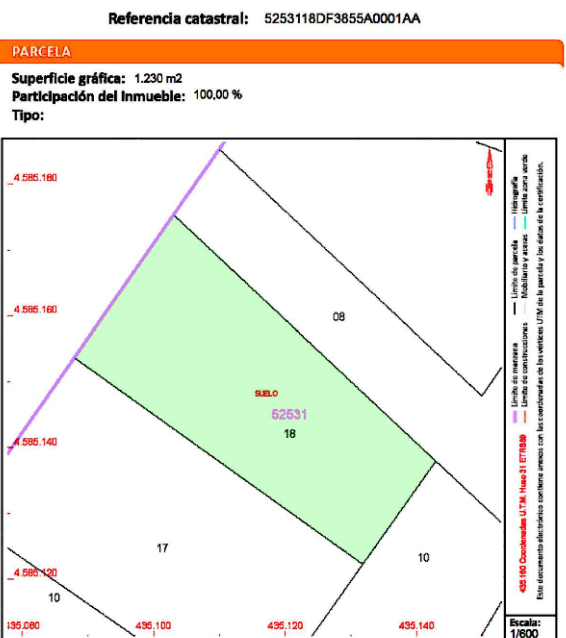 Referencia catastral: 5253118DF3855A0001AA
PARCELA
Superficie gráfica: 1.230 m2
Participación del Inmueble: 100,00 %
Tipo:
4.585.180
4.585.160
4.585.140
4.585.120
08
SUELO
52531
18
17
10
10
435.080
435.100
435.120
435.140
Límite de manzana
Límite de parcela
Hidrografía
Límite de construcciones
Mobiliario y aceras
Límite zona verde
435.160 Coordenadas U.T.M. Huso 31 ETRS89
Este documento electrónico contiene anexos con las coordenadas de los vértices UTM de la parcela y los datos de la certificación.
Escala:
1/600